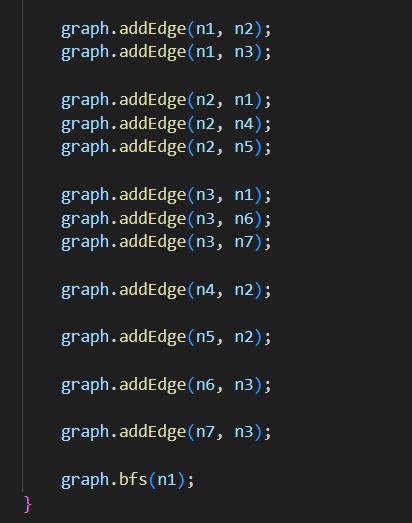 graph.addEdge(n1, n2);
graph.addEdge(n1, n3);
graph.addEdge(n2, n1);
graph.addEdge(n2, n4);
graph.addEdge(n2, n5);
graph.addEdge(n3, n1);
graph.addEdge(n3, n6);
graph.addEdge(n3, n7);
graph.addEdge(n4, n2);
graph.addEdge(n5, n2);
graph.addEdge(n6, n3);
graph.addEdge(n7, n3);
graph.bfs(n1);
}